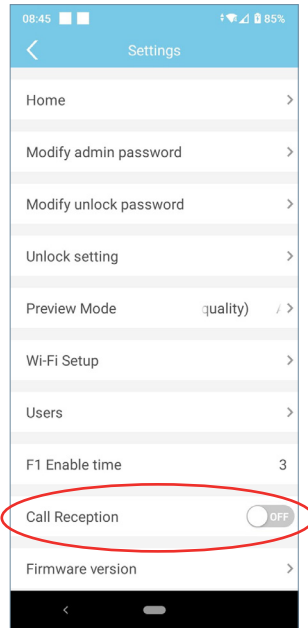 08:45 85%
Settings
Home
Modify admin password
Modify unlock password
Unlock setting
Preview Mode quality)
Wi-Fi Setup
Users
F1 Enable time 3
Call Reception OFF
Firmware version